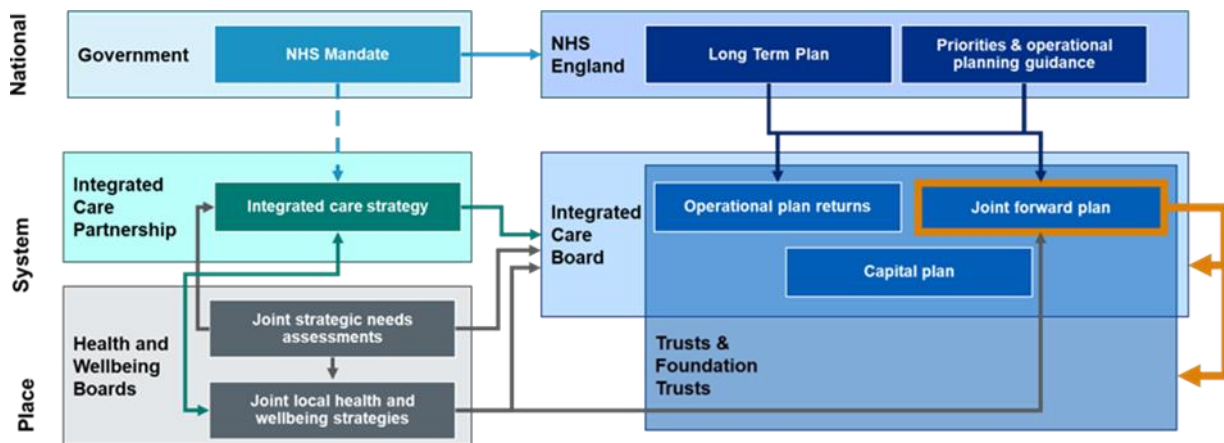 National
Government
NHS Mandate
NHS
England
Long Term Plan
Priorities & operational
planning guidance
System
Integrated
Care
Partnership
Integrated care strategy
Integrated
Care
Board
Operational plan returns
Joint forward plan
Capital plan
Place
Health and
Wellbeing
Boards
Joint strategic needs
assessments
Joint local health and
wellbeing strategies
Trusts &
Foundation
Trusts